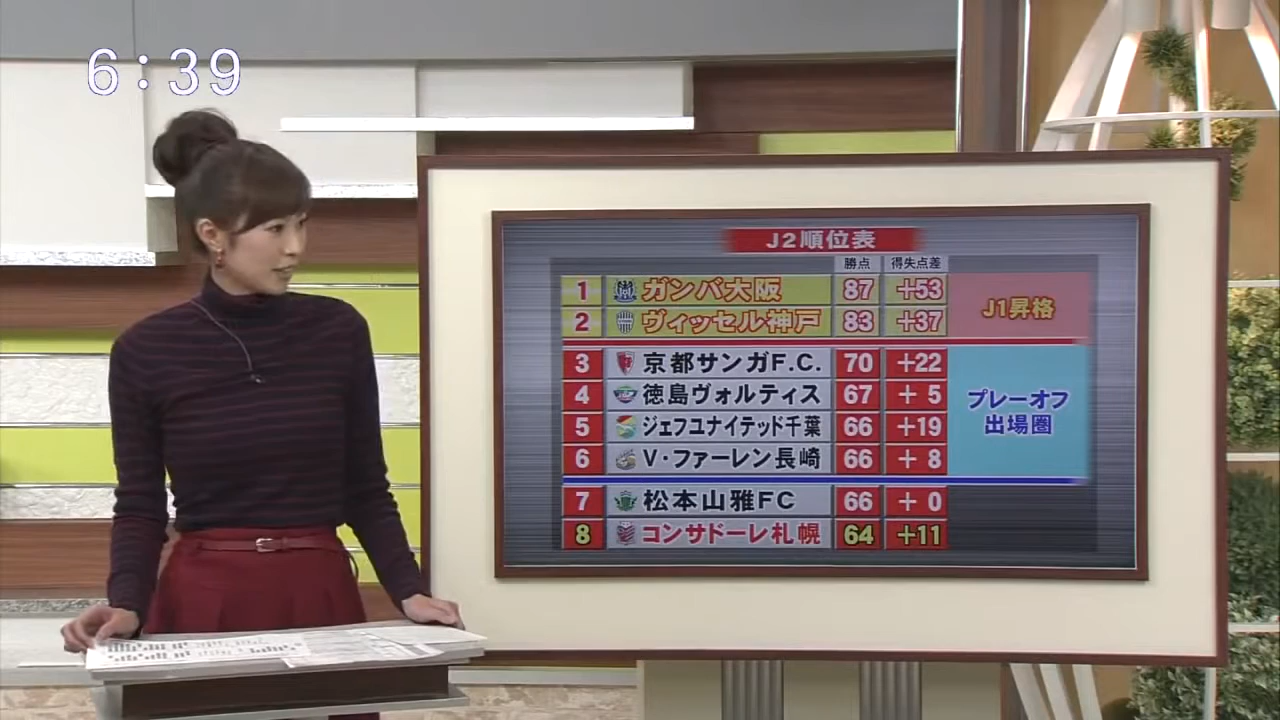 6:39
J2順位表
勝点 得失点差
1 ガンバ大阪 87 +53
2 ヴィッセル神戸 83 +37
J1昇格
3 京都サンガF.C. 70 +22
4 徳島ヴォルティス 67 + 5
5 ジェフユナイテッド千葉 66 +19
6 V・ファーレン長崎 66 + 8
プレーオフ
出場圏
7 松本山雅FC 66 + 0
8 コンサドーレ札幌 64 +11